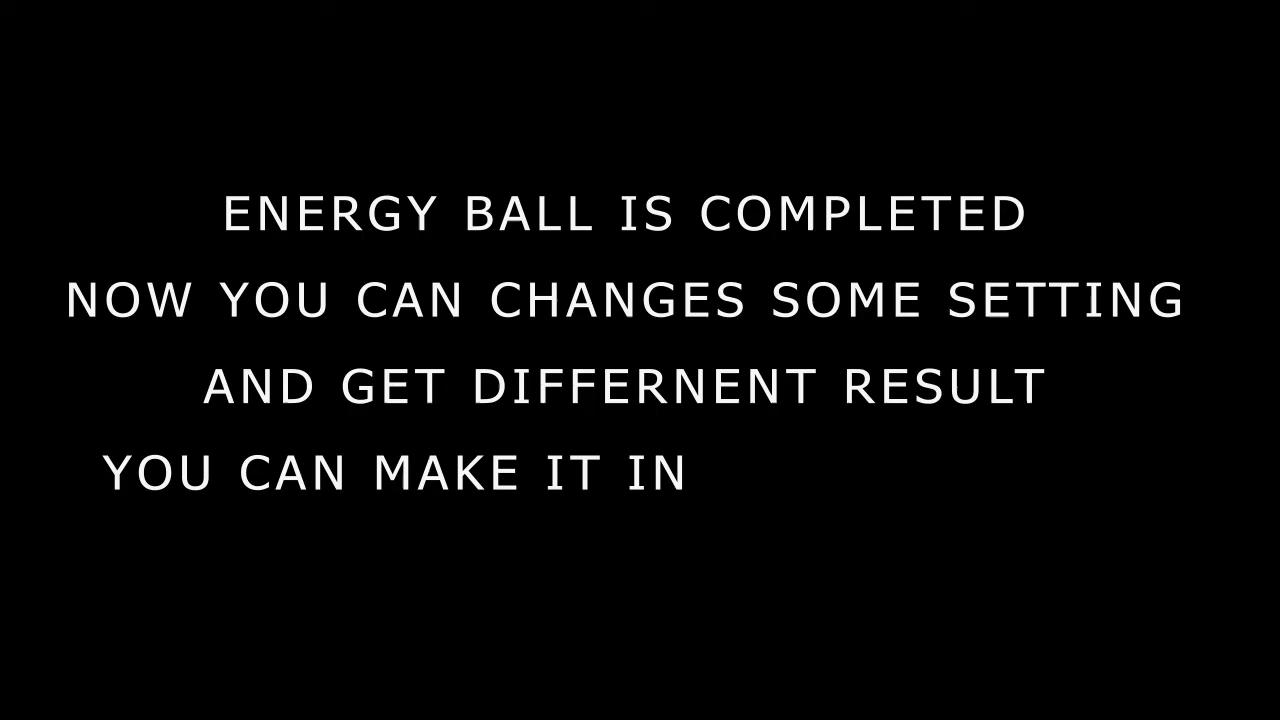 ENERGY BALL IS COMPLETED
NOW YOU CAN CHANGES SOME SETTING
AND GET DIFFERNENT RESULT
YOU CAN MAKE IT IN